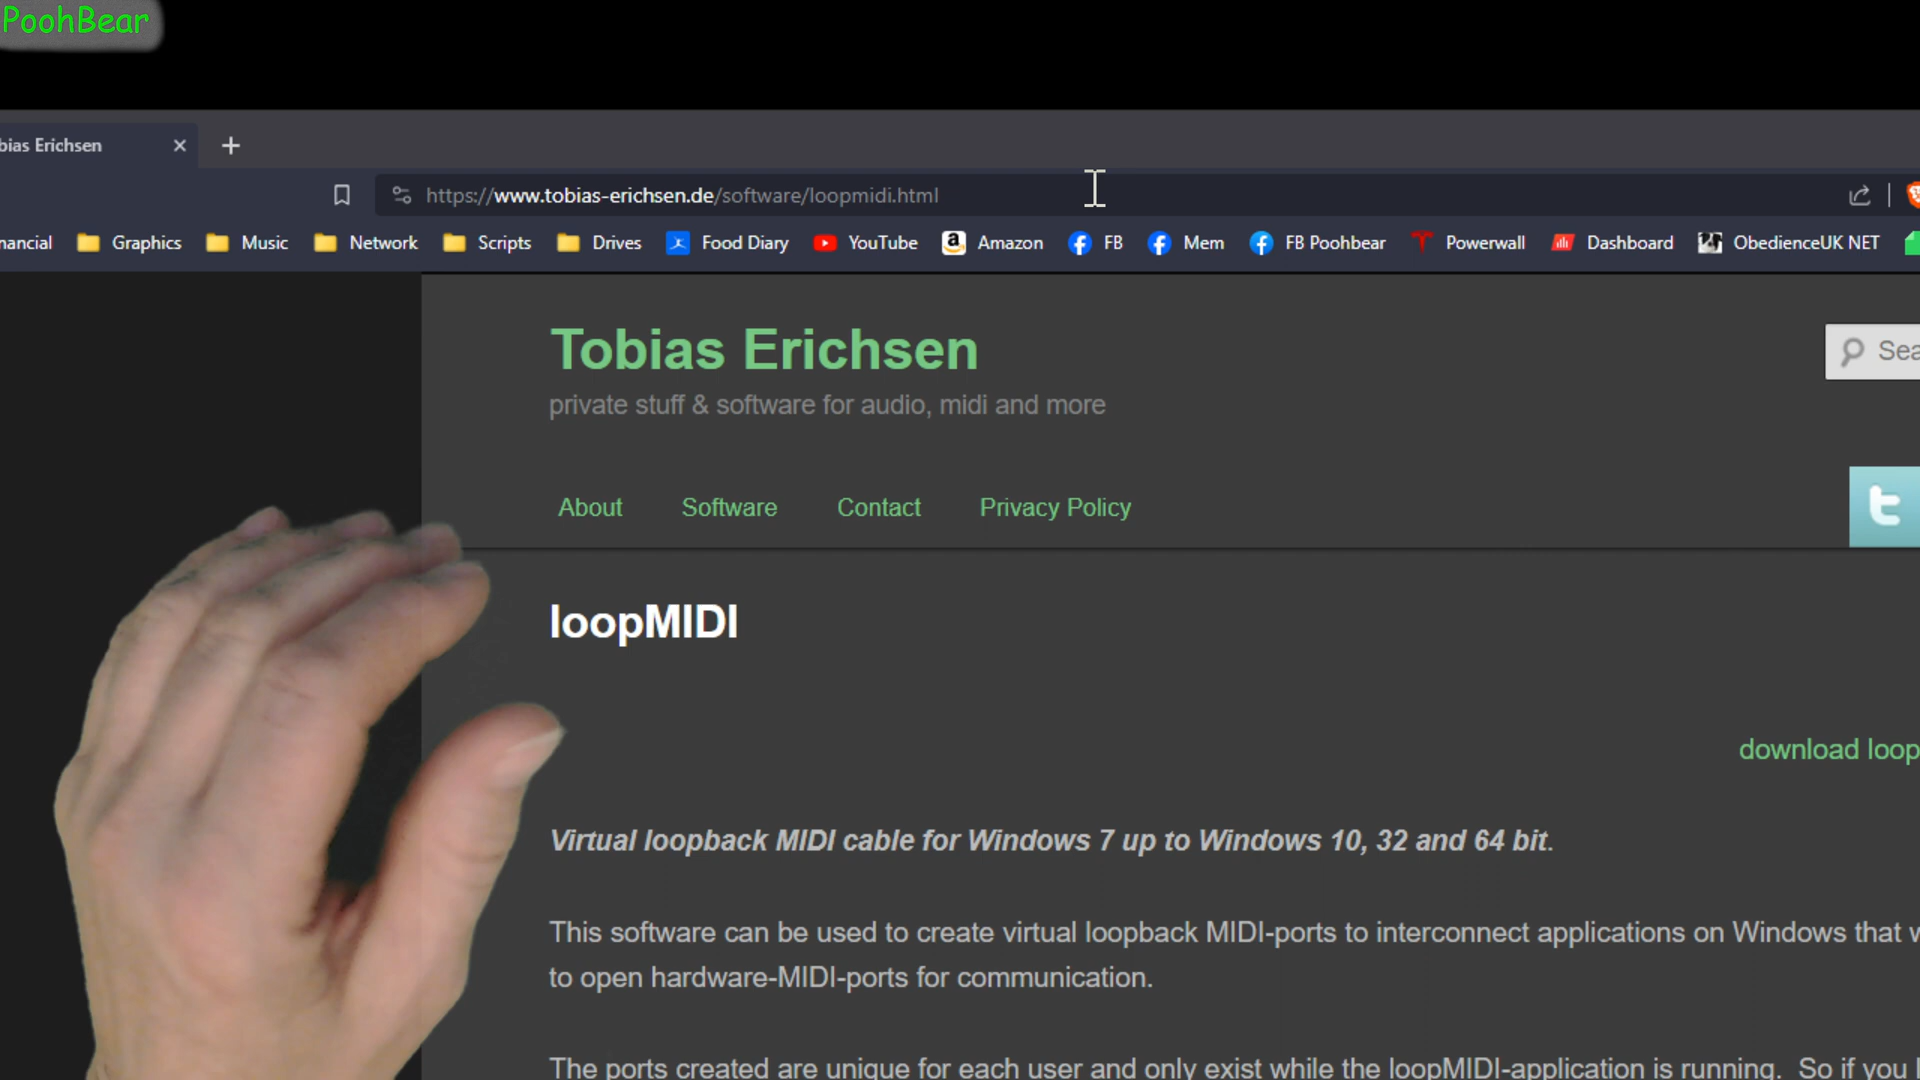 PoohBear
bias Erichsen
https://www.tobias-erichsen.de/software/loopmidi.html
nancial Graphics Music Network Scripts Drives Food Diary YouTube Amazon FB Mem FB Poohbear Powerwall Dashboard ObedienceUK NET
Tobias Erichsen
Sea
private stuff & software for audio, midi and more
About Software Contact Privacy Policy
loopMIDI
download loop
Virtual loopback MIDI cable for Windows 7 up to Windows 10, 32 and 64 bit.
This software can be used to create virtual loopback MIDI-ports to interconnect applications on Windows that w
to open hardware-MIDI-ports for communication.
The ports created are unique for each user and only exist while the loopMIDI-application is running. So if you